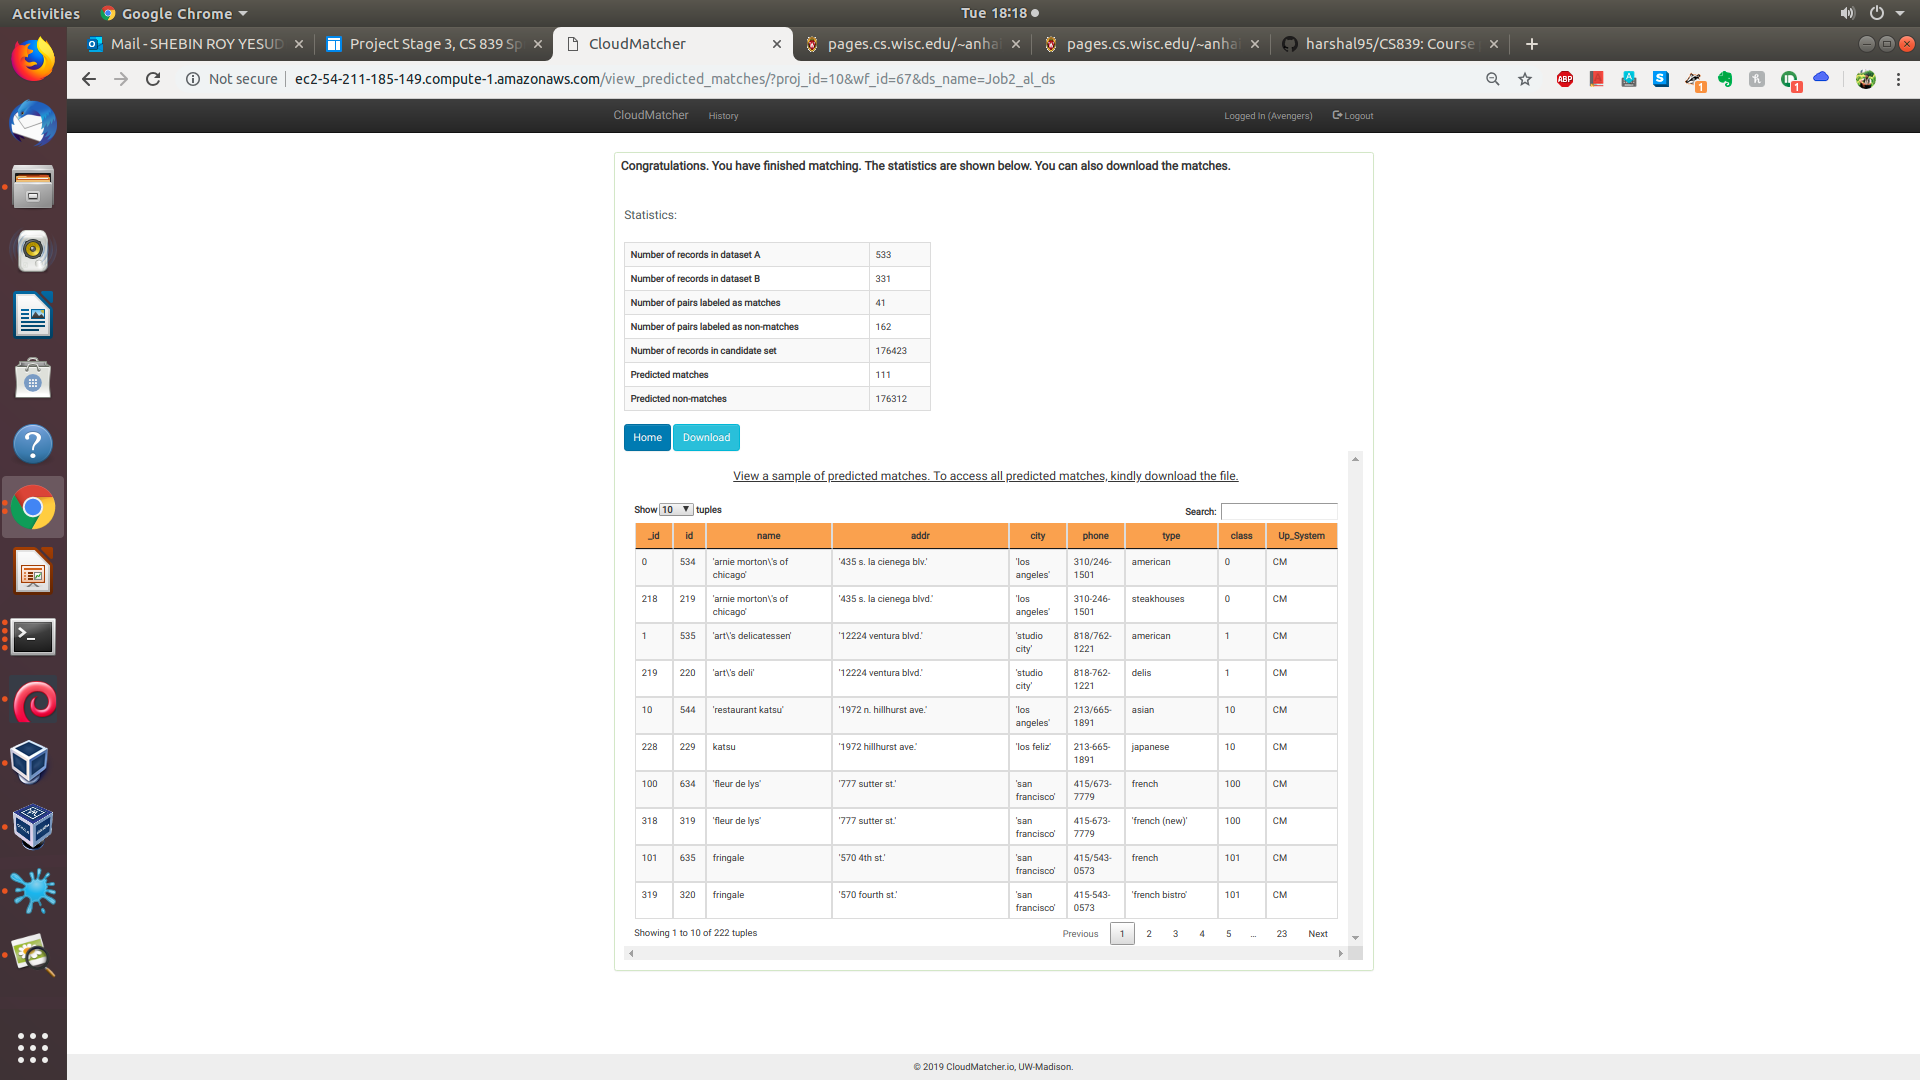 Activities Google Chrome Tue 18:18
Mail - SHEBIN ROY YESUD Project Stage 3, CS 839 Sp CloudMatcher pages.cs.wisc.edu/~anha pages.cs.wisc.edu/~anha harshal95/CS839: Course
Not secure ec2-54-211-185-149.compute-1.amazonaws.com/view_predicted_matches/?proj_id=10&wf_id=67&ds_name=Job2_al_ds
CloudMatcher History Logged In (Avengers) Logout
Congratulations. You have finished matching. The statistics are shown below. You can also download the matches.
Statistics:
Number of records in dataset A 533
Number of records in dataset B 331
Number of pairs labeled as matches 41
Number of pairs labeled as non-matches 162
Number of records in candidate set 176423
Predicted matches 111
Predicted non-matches 176312
Home Download
View a sample of predicted matches. To access all predicted matches, kindly download the file.
Show 10 tuples Search:
_id id name addr city phone type class Up_System
0 534 'arnie morton\'s of chicago' '435 s. la cienega blv.' 'los angeles' 310/246-1501 american 0 CM
218 219 'arnie morton\'s of chicago' '435 s. la cienega blvd.' 'los angeles' 310-246-1501 steakhouses 0 CM
1 535 'art\'s delicatessen' '12224 ventura blvd.' 'studio city' 818/762-1221 american 1 CM
219 220 'art\'s deli' '12224 ventura blvd.' 'studio city' 818-762-1221 delis 1 CM
10 544 'restaurant katsu' '1972 n. hillhurst ave.' 'los angeles' 213/665-1891 asian 10 CM
228 229 katsu '1972 hillhurst ave.' 'los feliz' 213-665-1891 japanese 10 CM
100 634 'fleur de lys' '777 sutter st.' 'san francisco' 415/673-7779 french 100 CM
318 319 'fleur de lys' '777 sutter st.' 'san francisco' 415-673-7779 'french (new)' 100 CM
101 635 fringale '570 4th st.' 'san francisco' 415/543-0573 french 101 CM
319 320 fringale '570 fourth st.' 'san francisco' 415-543-0573 'french bistro' 101 CM
Showing 1 to 10 of 222 tuples Previous 1 2 3 4 5 … 23 Next
© 2019 CloudMatcher.io, UW-Madison.